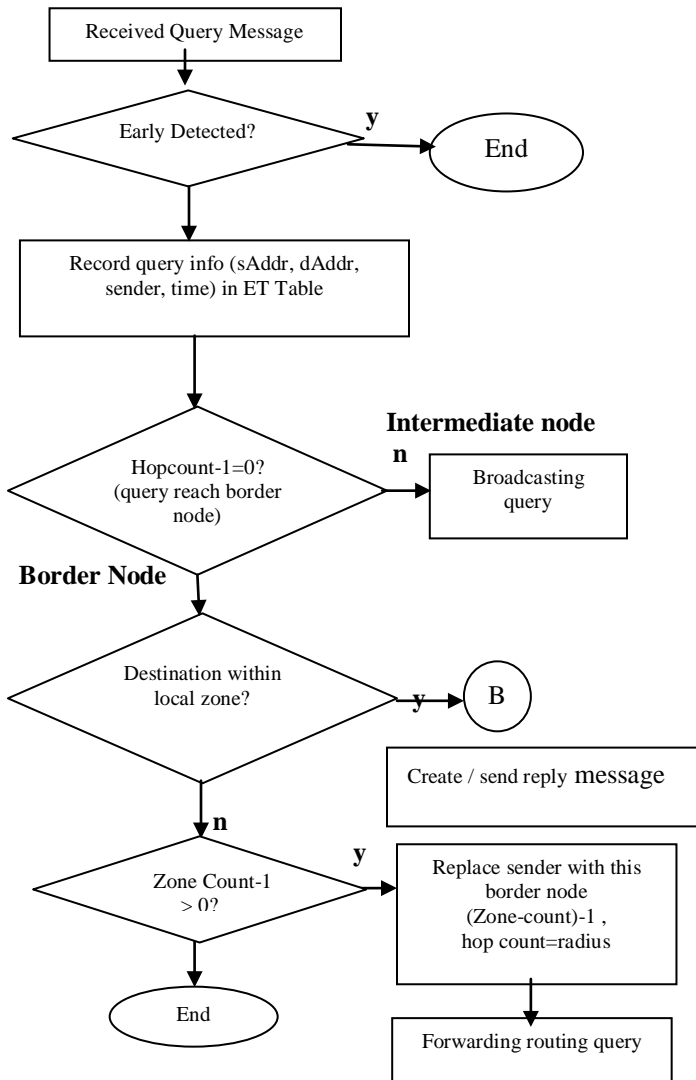 Received Query Message
Early Detected?
y
End
Record query info (sAddr, dAddr,
sender, time) in ET Table
Intermediate node
n
Hopcount-1=0?
(query reach border
node)
Broadcasting
query
Border Node
Destination within
local zone?
y
B
Create / send reply message
n
y
Zone Count-1
> 0?
Replace sender with this
border node
(Zone-count)-1 ,
hop count=radius
End
Forwarding routing query